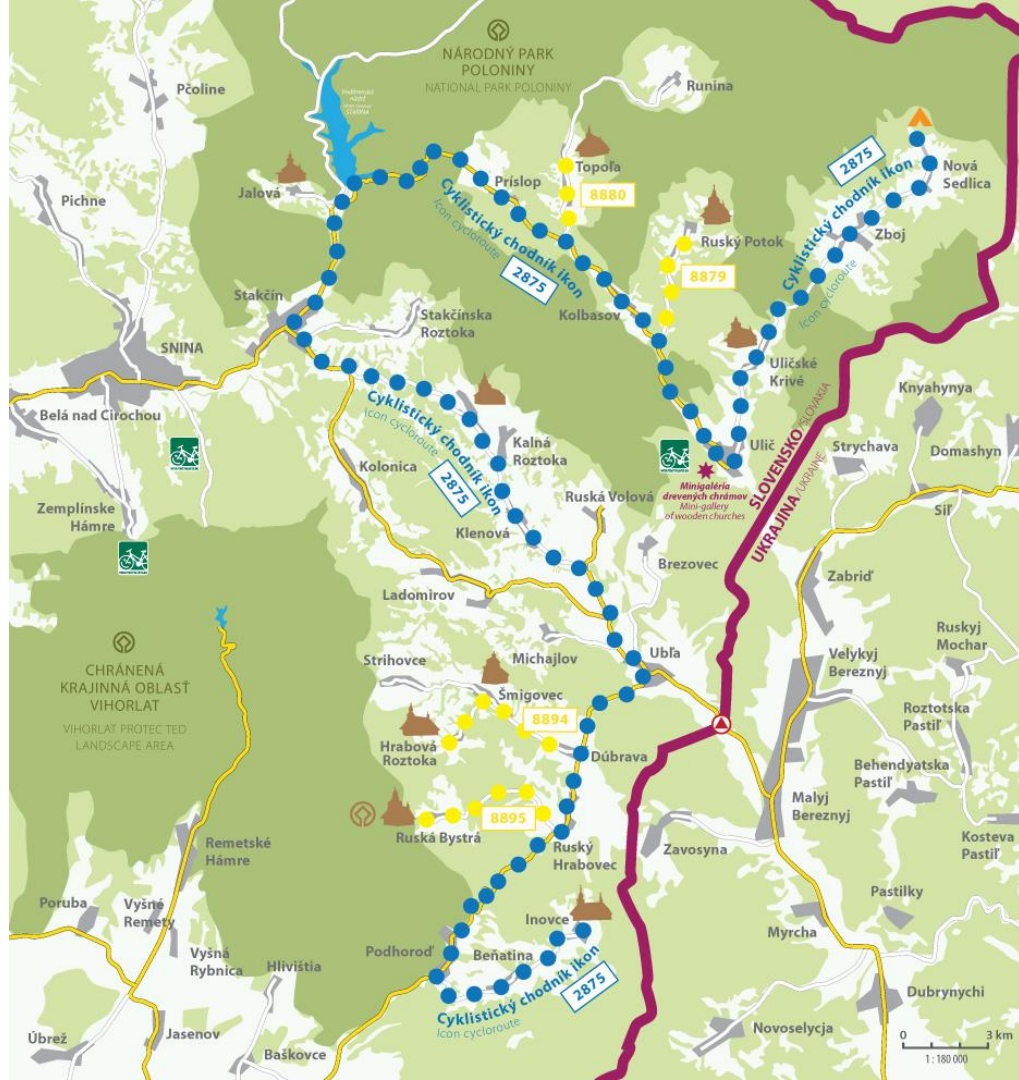 NÁRODNÝ PARK
POLONINY
NATIONAL PARK POLONINY
Pčoline
Runina
2875
Nová
Sedlica
Topoľa
Príslop
8880
Jalová
Pichne
Ruský Potok
Zboj
Cyklistický chodník ikon
Icon cycloroute
8879
Cyklistický chodník ikon
Icon cycloroute
2875
Kolbasov
Stakčín
Stakčínska
Roztoka
SNINA
Uličské
Krivé
Knyahynya
Belá nad Cirochou
Cyklistický chodník ikon
Icon cycloroute
2875
Kalná
Roztoka
Ulič
SLOVENSKO/SLOVAKIA
UKRAJINA/UKRAINE
Strychava
Domashyn
Kolonica
Minigaléria
drevených chrámov
Mini-gallery
of wooden churches
Ruská Volová
Zemplínske
Hámre
Klenová
Siľ
Brezovec
Zabriď
Ladomirov
Ruskyj
Mochar
CHRÁNENÁ
KRAJINNÁ OBLASŤ
VIHORLAT
VIHORLAT PROTECTED
LANDSCAPE AREA
Strihovce
Michajlov
Ubľa
Velykyj
Bereznyj
Šmigovec
8894
Roztotska
Pastiľ
Hrabová
Roztoka
Dúbrava
Behendyatska
Pastiľ
Malyj
Bereznyj
8895
Ruská Bystrá
Ruský
Hrabovec
Zavosyna
Kosteva
Pastiľ
Remetské
Hámre
Pastilky
Poruba
Vyšné
Remety
Inovce
Myrcha
Vyšná
Rybnica
Podhoroď
Beňatina
Hlivištia
2875
Cyklistický chodník ikon
Icon cycloroute
Dubrynychi
Úbrež
Jasenov
Baškovce
Novoselycja
0 3 km
1 : 180 000